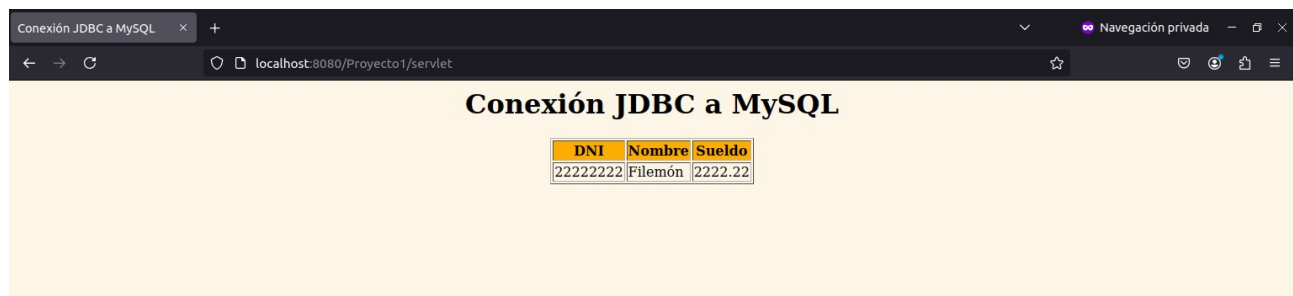 Conexión JDBC a MySQL
Navegación privada
localhost:8080/Proyecto1/servlet
Conexión JDBC a MySQL
DNI Nombre Sueldo
22222222 Filemón 2222.22